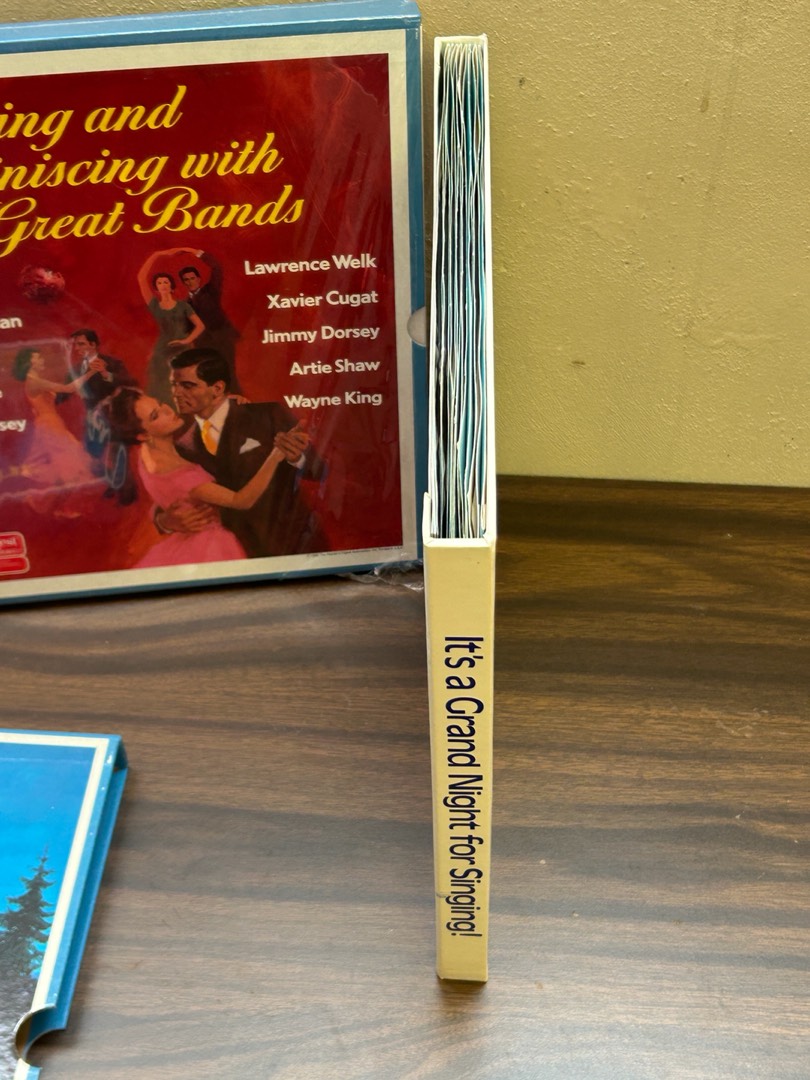 ing and
niscing with
Great Bands
Lawrence Welk
Xavier Cugat
an
Jimmy Dorsey
Artie Shaw
Wayne King
sey
It's a Grand Night for Singing!